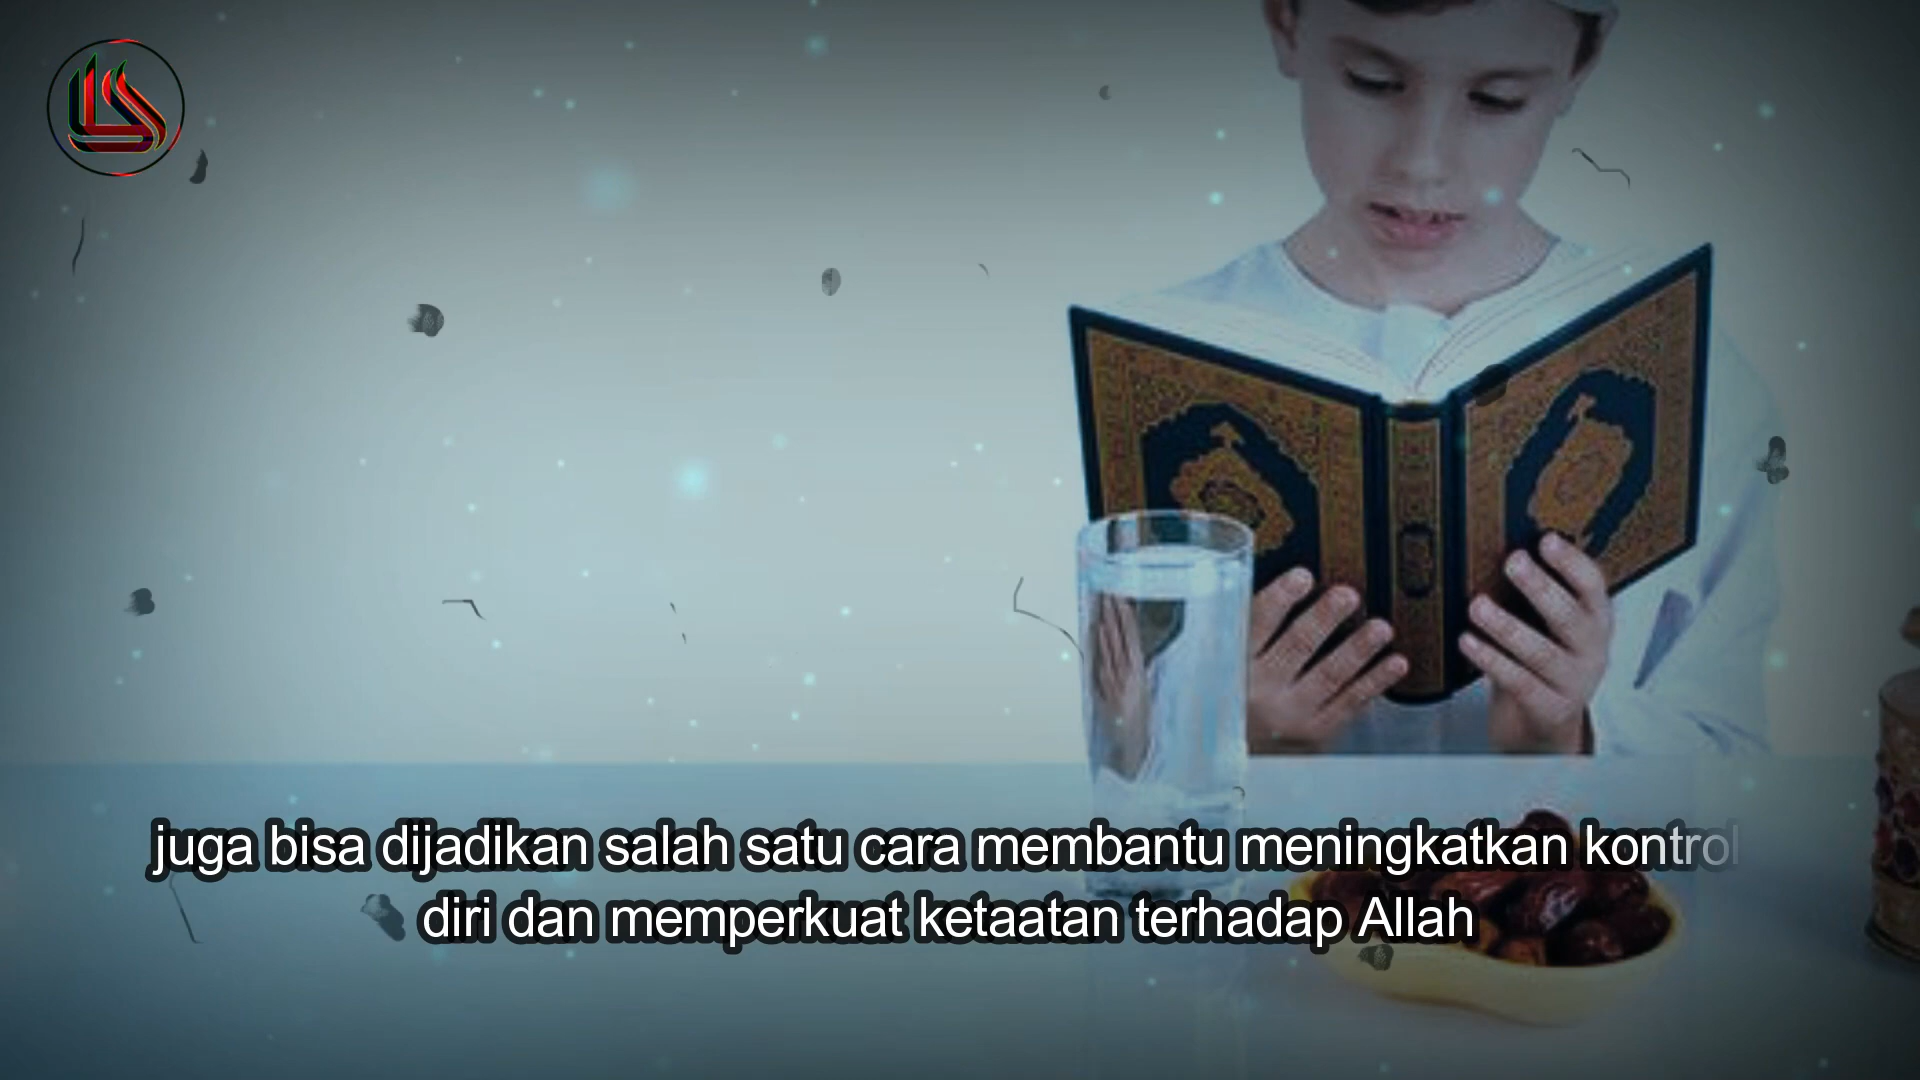 juga bisa dijadikan salah satu cara membantu meningkatkan kontrol
diri dan memperkuat ketaatan terhadap Allah